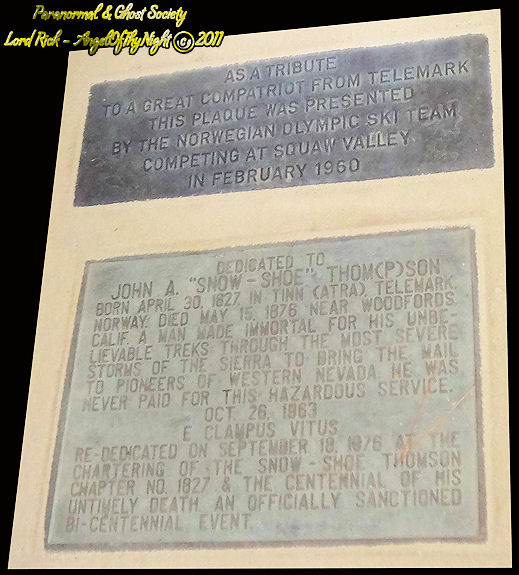 Paranormal & Ghost Society
Lord Rick - AngelOfThyNight © 2011
AS A TRIBUTE
TO A GREAT COMPATRIOT FROM TELEMARK
THIS PLAQUE WAS PRESENTED
BY THE NORWEGIAN OLYMPIC SKI TEAM
COMPETING AT SQUAW VALLEY
IN FEBRUARY 1960
DEDICATED TO
JOHN A. "SNOW-SHOE" THOM(P)SON
BORN APRIL 30, 1827 IN TINN (ATRA) TELEMARK,
NORWAY. DIED MAY 15, 1876 NEAR WOODFORDS,
CALIF. A MAN MADE IMMORTAL FOR HIS UNBE-
LIEVABLE TREKS THROUGH THE MOST SEVERE
STORMS OF THE SIERRA TO BRING THE MAIL
TO PIONEERS OF WESTERN NEVADA. HE WAS
NEVER PAID FOR THIS HAZARDOUS SERVICE.
OCT. 26, 1963
E CLAMPUS VITUS
RE-DEDICATED ON SEPTEMBER 18, 1976 AT THE
CHARTERING OF THE SNOW-SHOE THOMSON
CHAPTER NO. 1827 & THE CENTENNIAL OF HIS
UNTIMELY DEATH AN OFFICIALLY SANCTIONED
BI-CENTENNIAL EVENT.